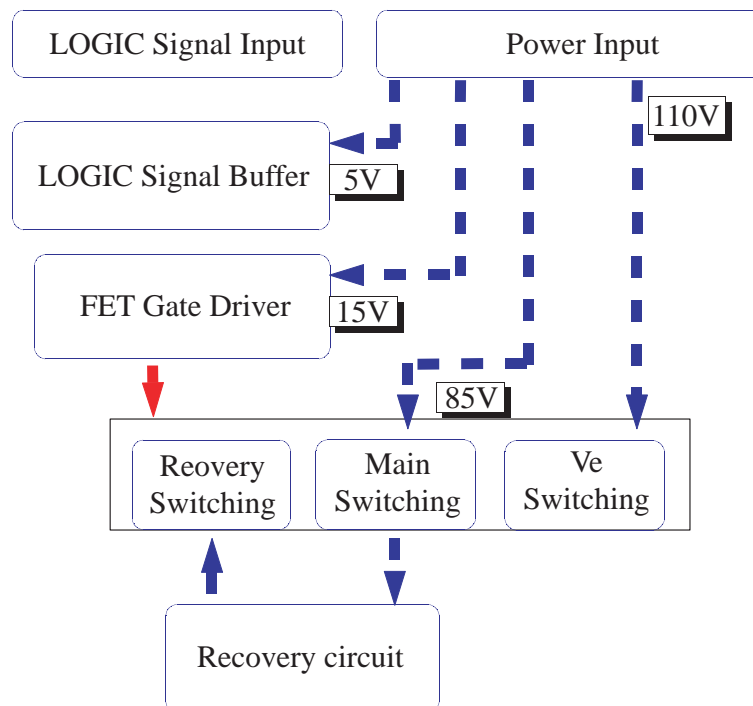 LOGIC Signal Input
Power Input
110V
LOGIC Signal Buffer
5V
FET Gate Driver
15V
85V
Reovery
Switching
Main
Switching
Ve
Switching
Recovery circuit